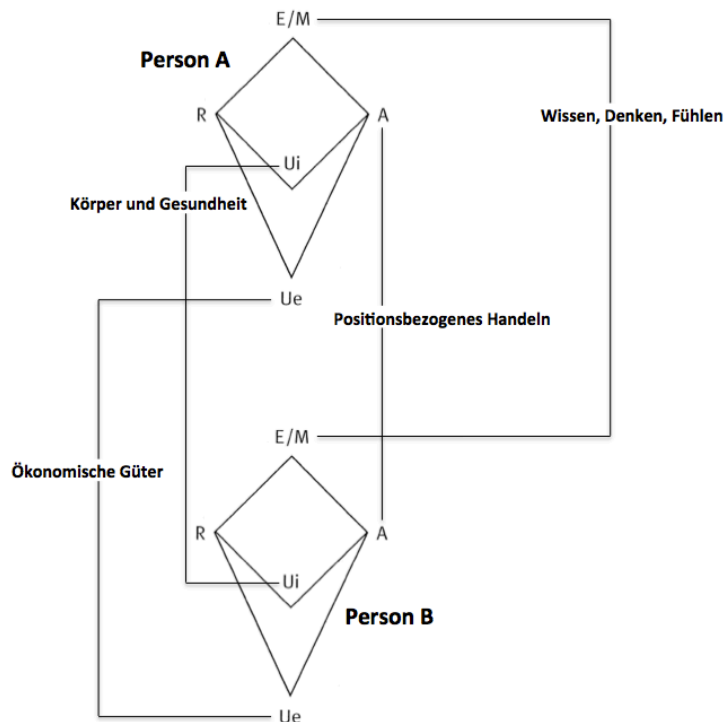 E/M
Person A
R
A
Wissen, Denken, Fühlen
Ui
Körper und Gesundheit
Ue
Positionsbezogenes Handeln
E/M
Ökonomische Güter
R
A
Ui
Person B
Ue